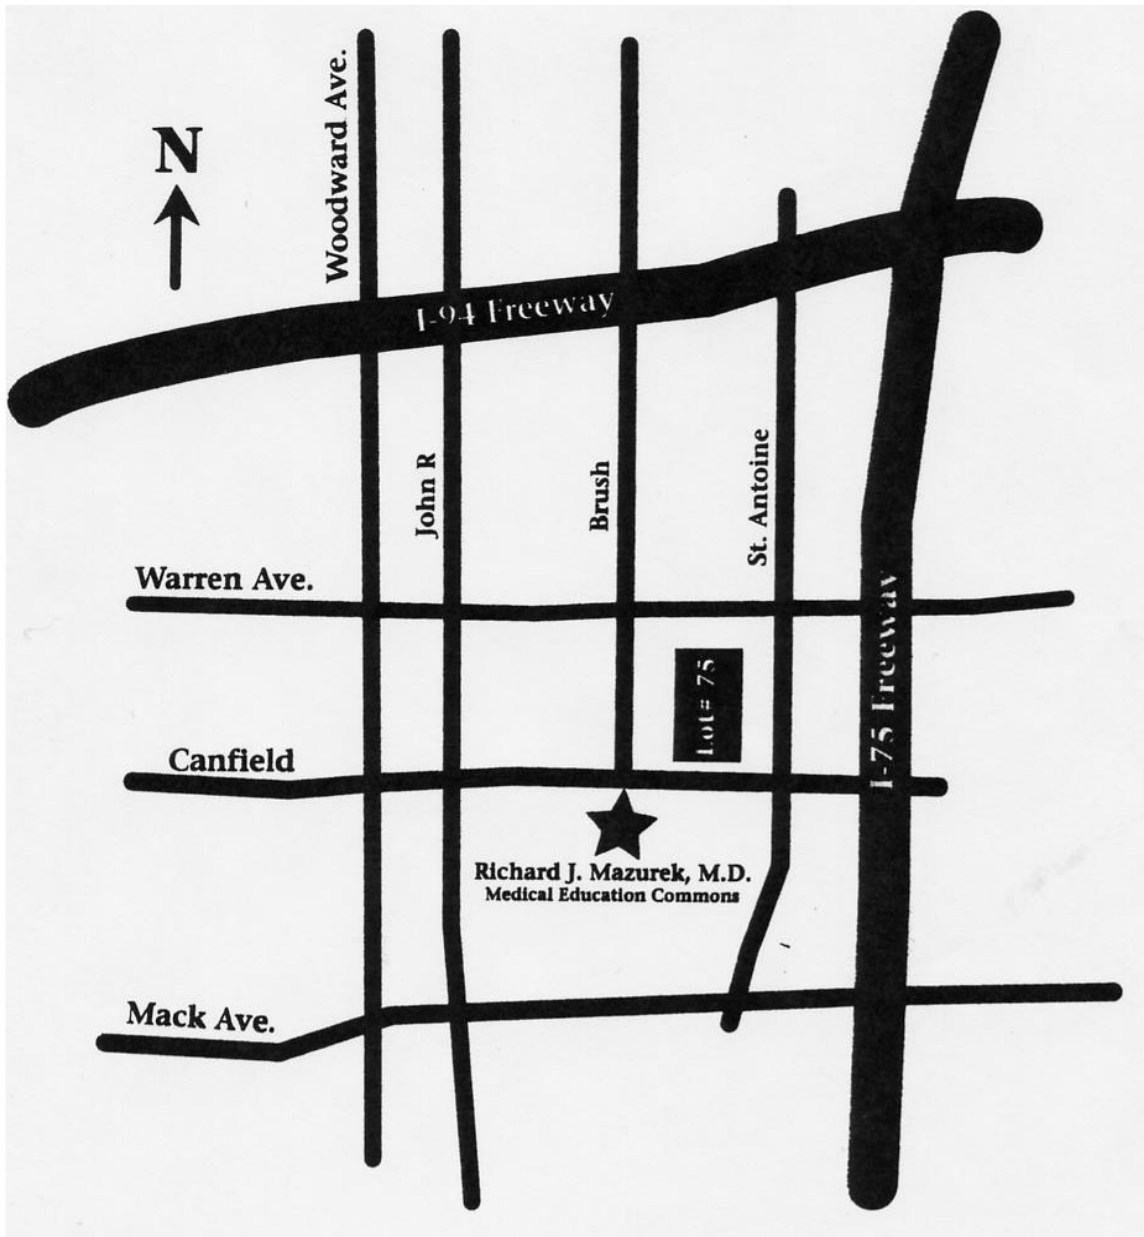 N
Woodward Ave.
I-94 Freeway
John R
Brush
St. Antoine
Warren Ave.
Lot# 75
I-75 Freeway
Canfield
Richard J. Mazurek, M.D.
Medical Education Commons
Mack Ave.